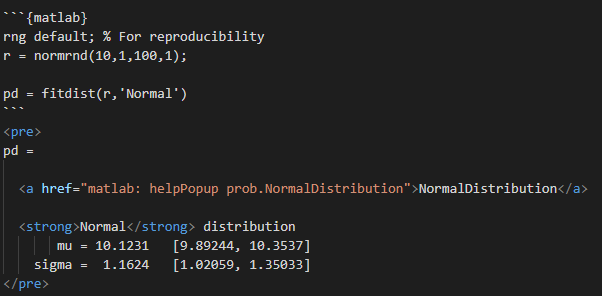 ```{matlab}
rng default; % For reproducibility
r = normrnd(10,1,100,1);

pd = fitdist(r,'Normal')
```
<pre>
pd =

  <a href="matlab: helpPopup prob.NormalDistribution">NormalDistribution</a>

  <strong>Normal</strong> distribution
       mu = 10.1231   [9.89244, 10.3537]
    sigma =  1.1624   [1.02059, 1.35033]
</pre>